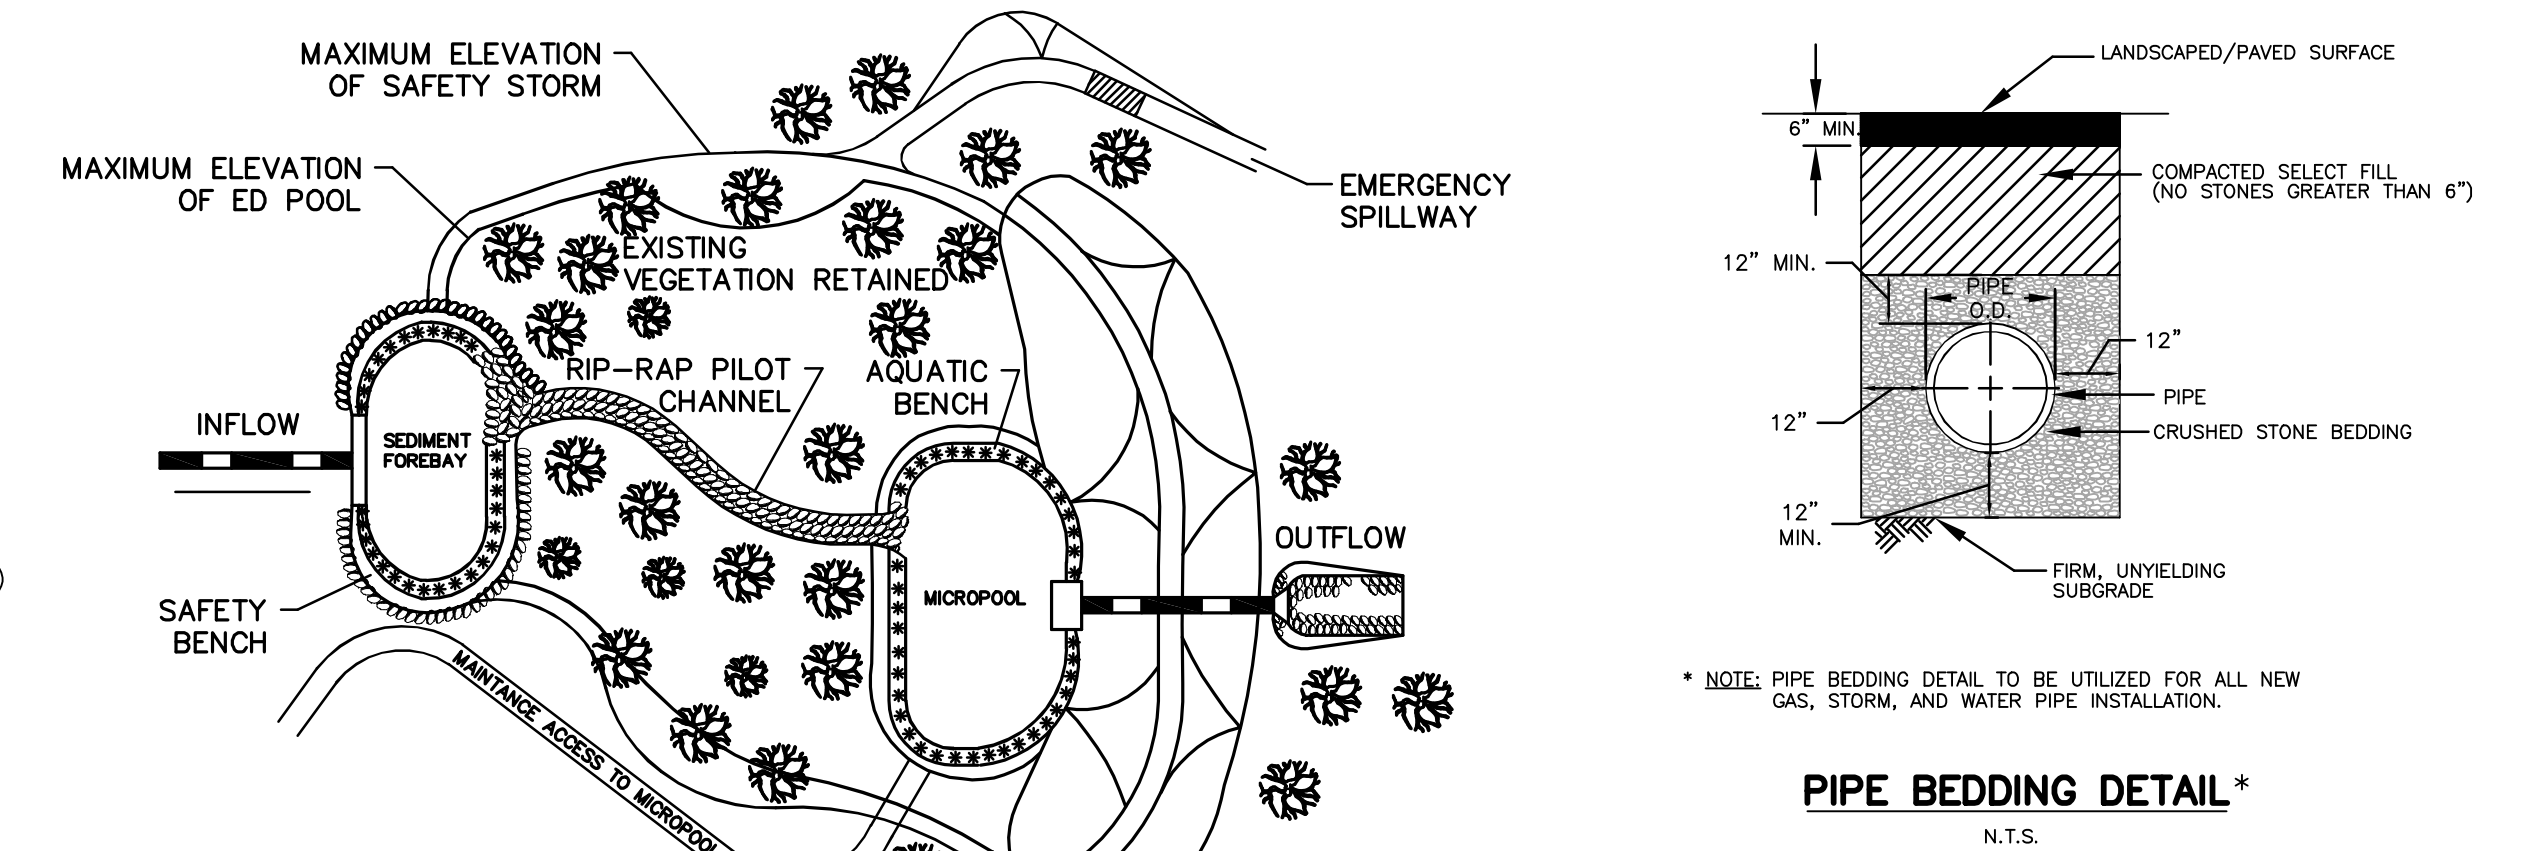 MAXIMUM ELEVATION
OF SAFETY STORM
MAXIMUM ELEVATION
OF ED POOL
EMERGENCY
SPILLWAY
EXISTING
VEGETATION RETAINED
RIP-RAP PILOT
CHANNEL
AQUATIC
BENCH
INFLOW
SEDIMENT
FOREBAY
OUTFLOW
MICROPOOL
SAFETY
BENCH
MAINTANCE ACCESS TO MICROPOOL
LANDSCAPED/PAVED SURFACE
6" MIN.
COMPACTED SELECT FILL
(NO STONES GREATER THAN 6")
12" MIN.
PIPE
O.D.
12"
PIPE
12"
CRUSHED STONE BEDDING
12"
MIN.
FIRM, UNYIELDING
SUBGRADE
* NOTE: PIPE BEDDING DETAIL TO BE UTILIZED FOR ALL NEW
GAS, STORM, AND WATER PIPE INSTALLATION.
PIPE BEDDING DETAIL*
N.T.S.
)